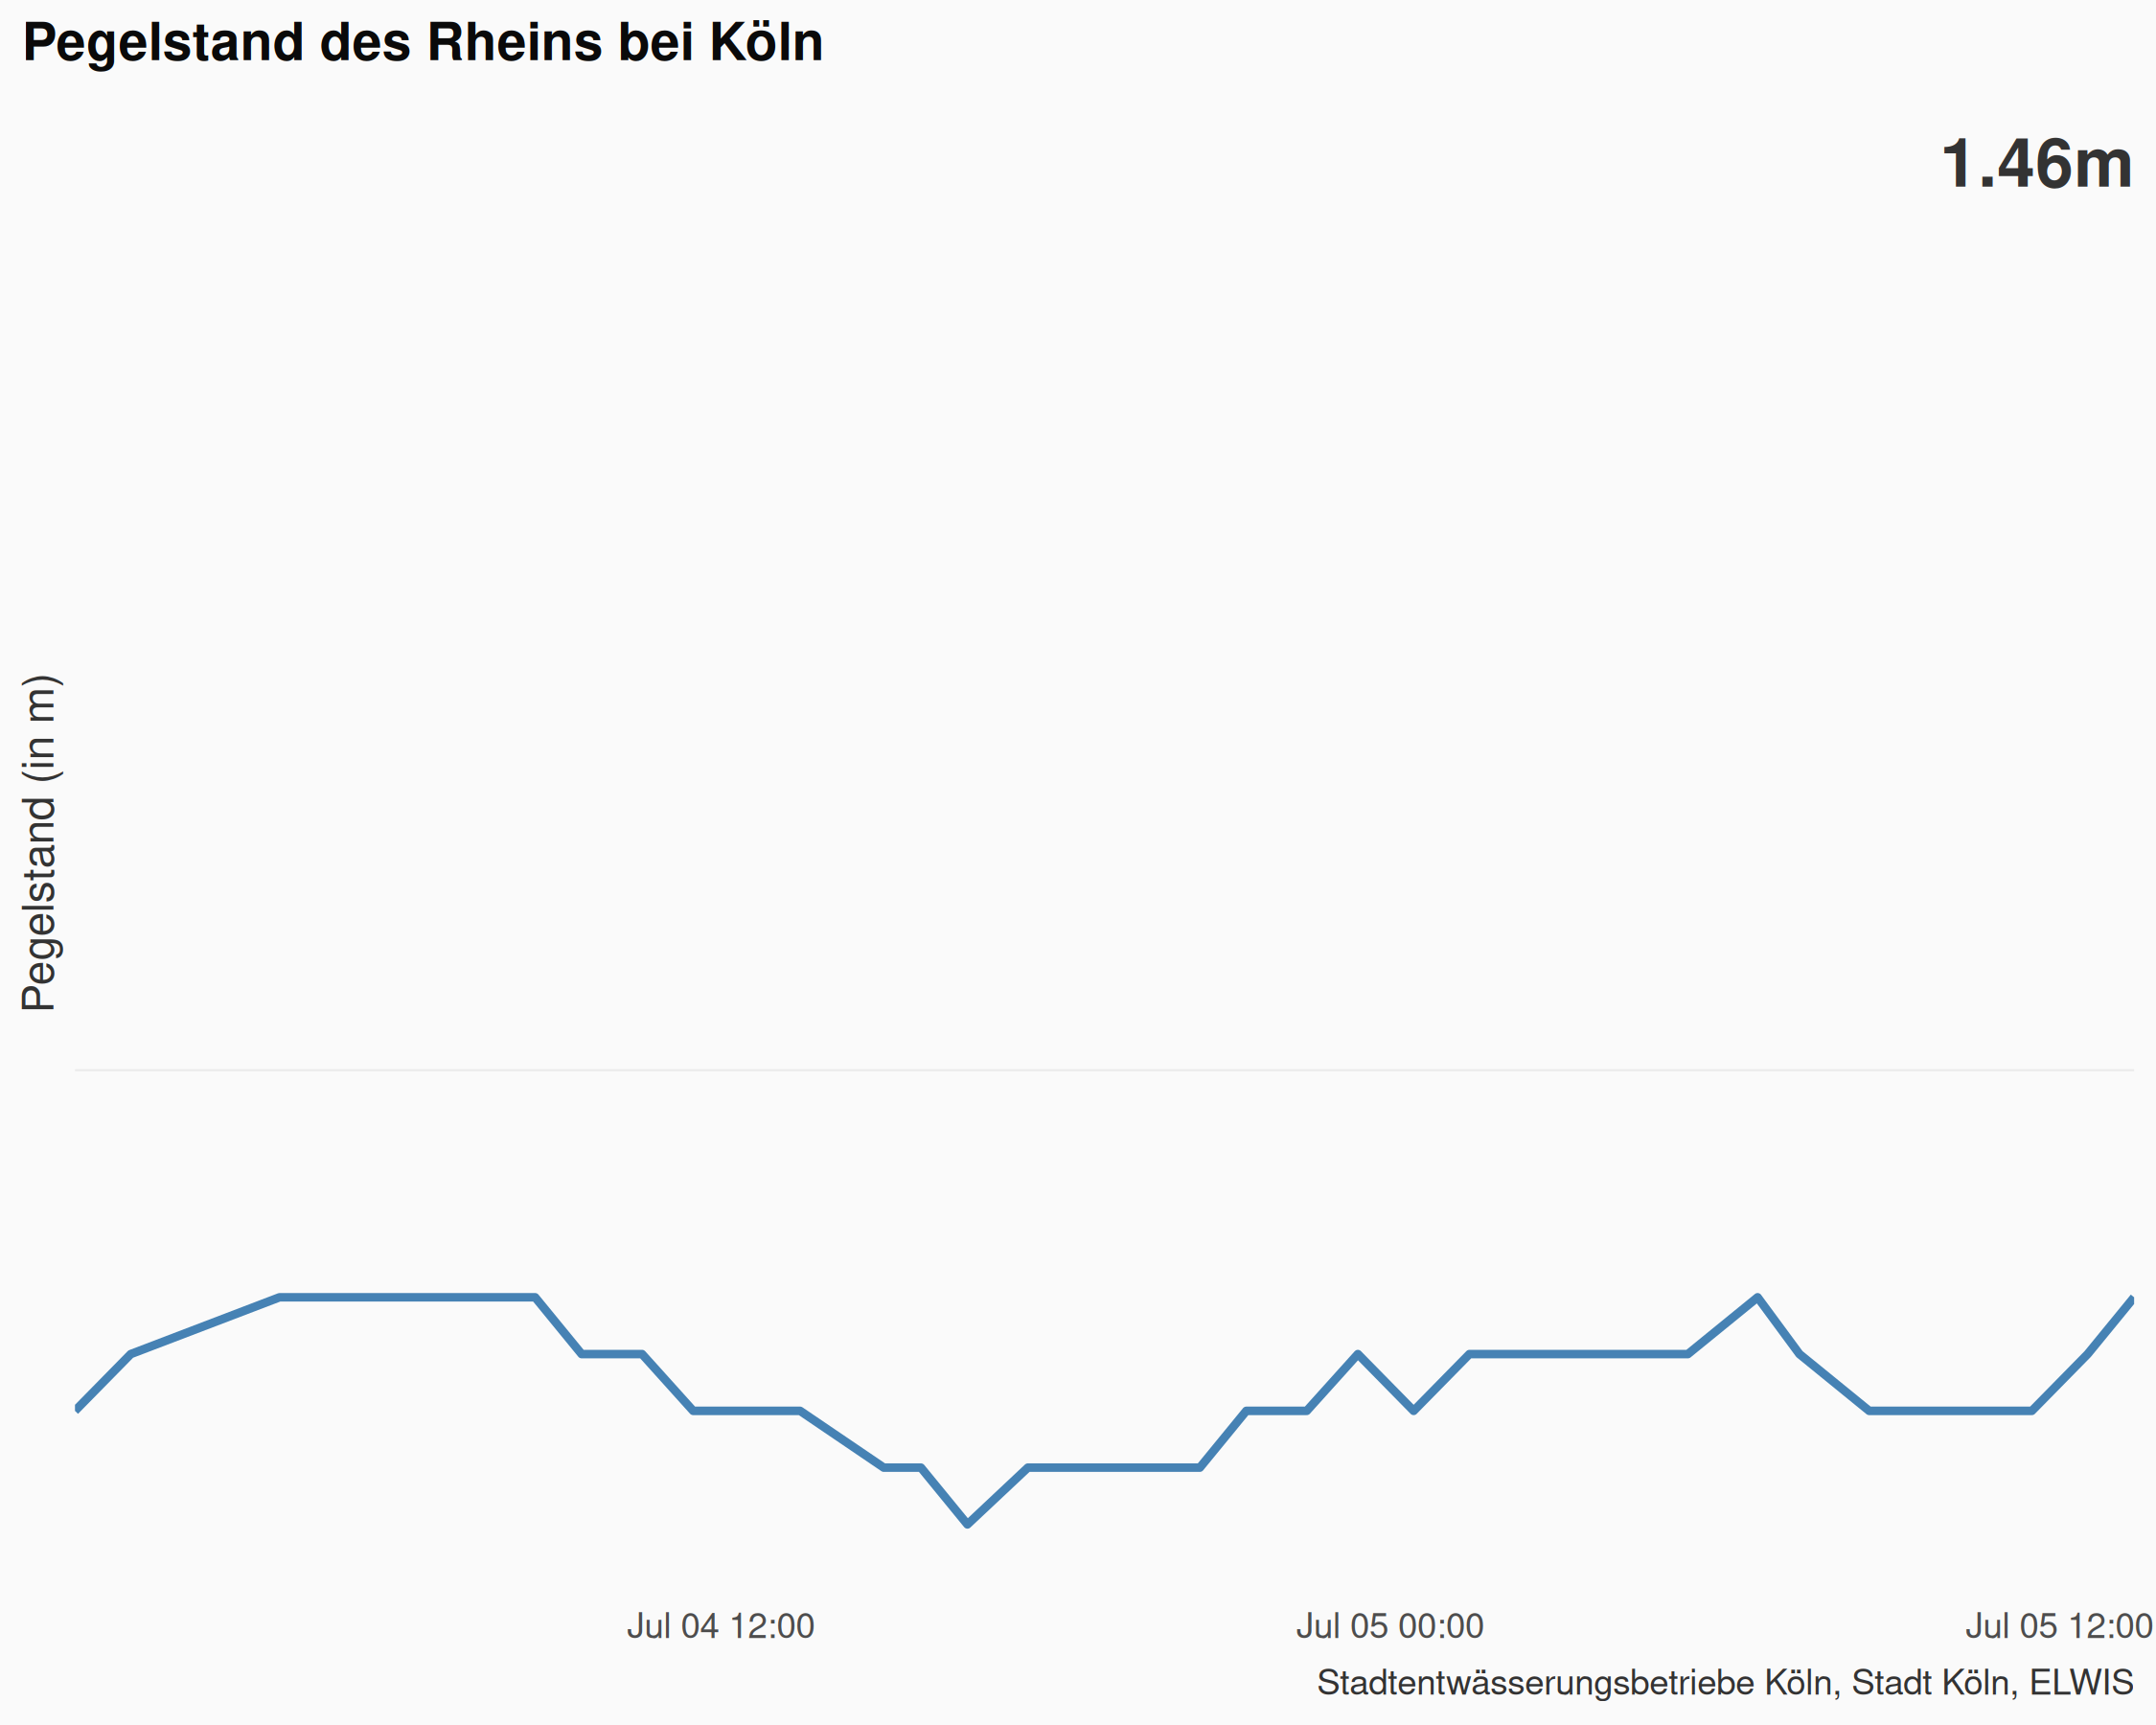 Pegelstand des Rheins bei Köln
1.46m
Pegelstand (in m)
Jul 04 12:00
Jul 05 00:00
Jul 05 12:00
Stadtentwässerungsbetriebe Köln, Stadt Köln, ELWIS